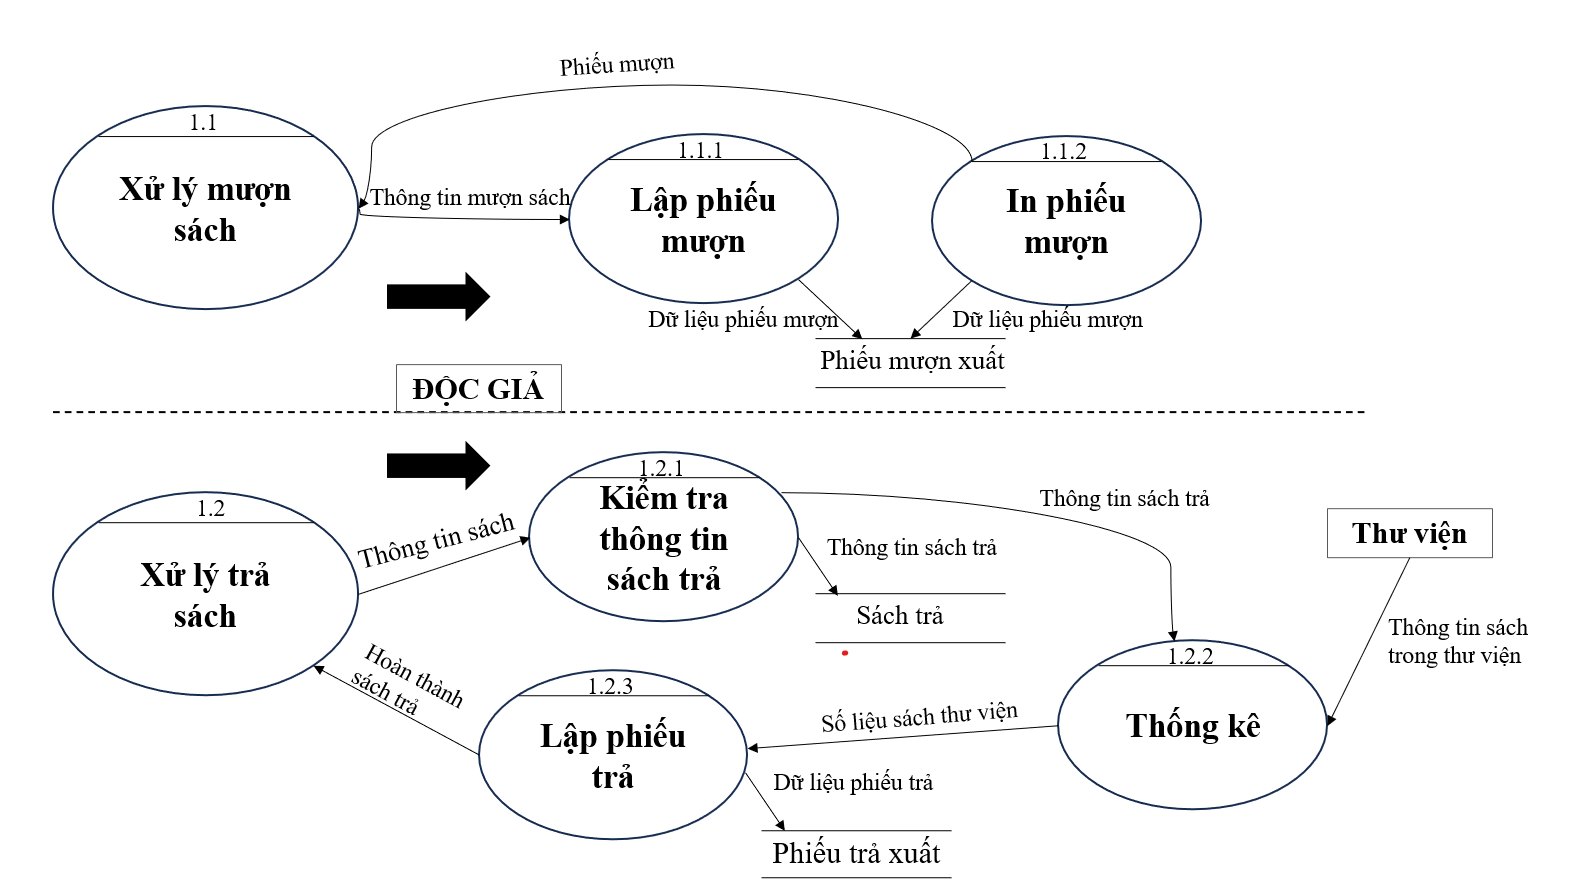 Phiếu mượn
1.1
Xử lý mượn
sách
Thông tin mượn sách
1.1.1
Lập phiếu
mượn
1.1.2
In phiếu
mượn
Dữ liệu phiếu mượn
Dữ liệu phiếu mượn
Phiếu mượn xuất
ĐỘC GIẢ
1.2
Xử lý trả
sách
Thông tin sách
1.2.1
Kiểm tra
thông tin
sách trả
Thông tin sách trả
Thông tin sách trả
Sách trả
Thư viện
Thông tin sách
trong thư viện
1.2.2
Thống kê
Số liệu sách thư viện
Hoàn thành
sách trả
1.2.3
Lập phiếu
trả
Dữ liệu phiếu trả
Phiếu trả xuất